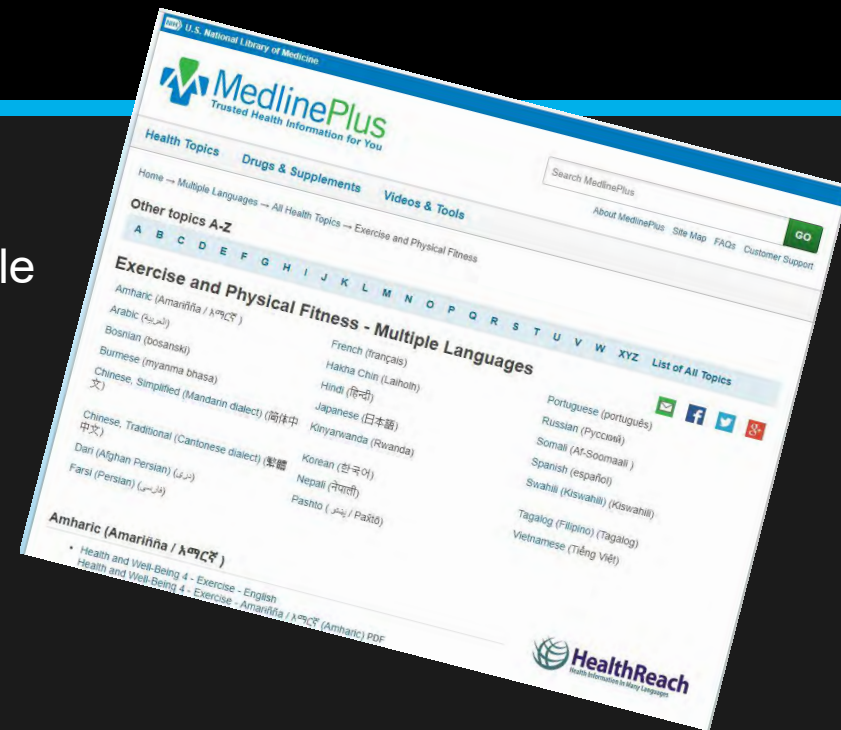 le
NIH U.S. National Library of Medicine
MedlinePlus
Trusted Health Information for You
Search MedlinePlus
GO
About MedlinePlus Site Map FAQs Customer Support
Health Topics Drugs & Supplements Videos & Tools
Home → Multiple Languages → All Health Topics → Exercise and Physical Fitness
Other topics A-Z
A B C D E F G H I J K L M N O P Q R S T U V W XYZ List of All Topics
Exercise and Physical Fitness - Multiple Languages
Amharic (Amarɨñña / አማርኛ )
Arabic (العربية)
Bosnian (bosanski)
Burmese (myanma bhasa)
Chinese, Simplified (Mandarin dialect) (简体中
文)
Chinese, Traditional (Cantonese dialect) (繁體
中文)
Dari (Afghan Persian) (دری)
Farsi (Persian) (فارسی)
French (français)
Hakha Chin (Laiholh)
Hindi (हिन्दी)
Japanese (日本語)
Kinyarwanda (Rwanda)
Korean (한국어)
Nepali (नेपाली)
Pashto (پښتو / Pax̌tō)
Portuguese (português)
Russian (Русский)
Somali (Af-Soomaali )
Spanish (español)
Swahili (Kiswahili) (Kiswahili)
Tagalog (Filipino) (Tagalog)
Vietnamese (Tiếng Việt)
Amharic (Amarɨñña / አማርኛ )
• Health and Well-Being 4 - Exercise - English
Health and Well-Being 4 - Exercise - Amarɨñña / አማርኛ (Amharic) PDF
HealthReach
Health Information in Many Languages